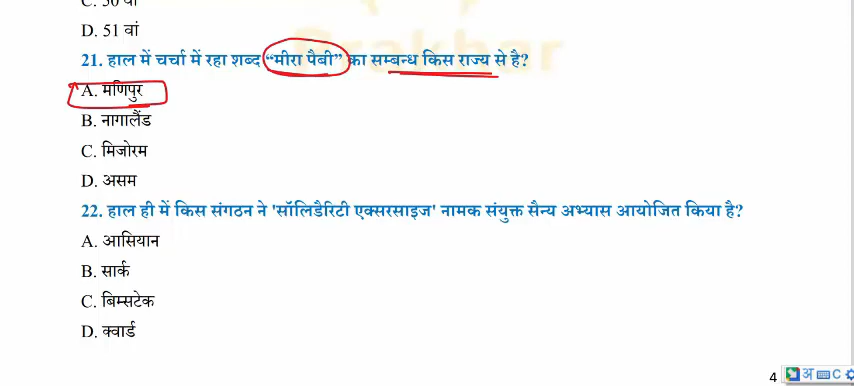 D. 51 वां
21. हाल में चर्चा में रहा शब्द “मीरा पैबी” का सम्बन्ध किस राज्य से है?
A. मणिपुर
B. नागालैंड
C. मिजोरम
D. असम
22. हाल ही में किस संगठन ने 'सॉलिडैरिटी एक्सरसाइज' नामक संयुक्त सैन्य अभ्यास आयोजित किया है?
A. आसियान
B. सार्क
C. बिम्सटेक
D. क्वार्ड
4